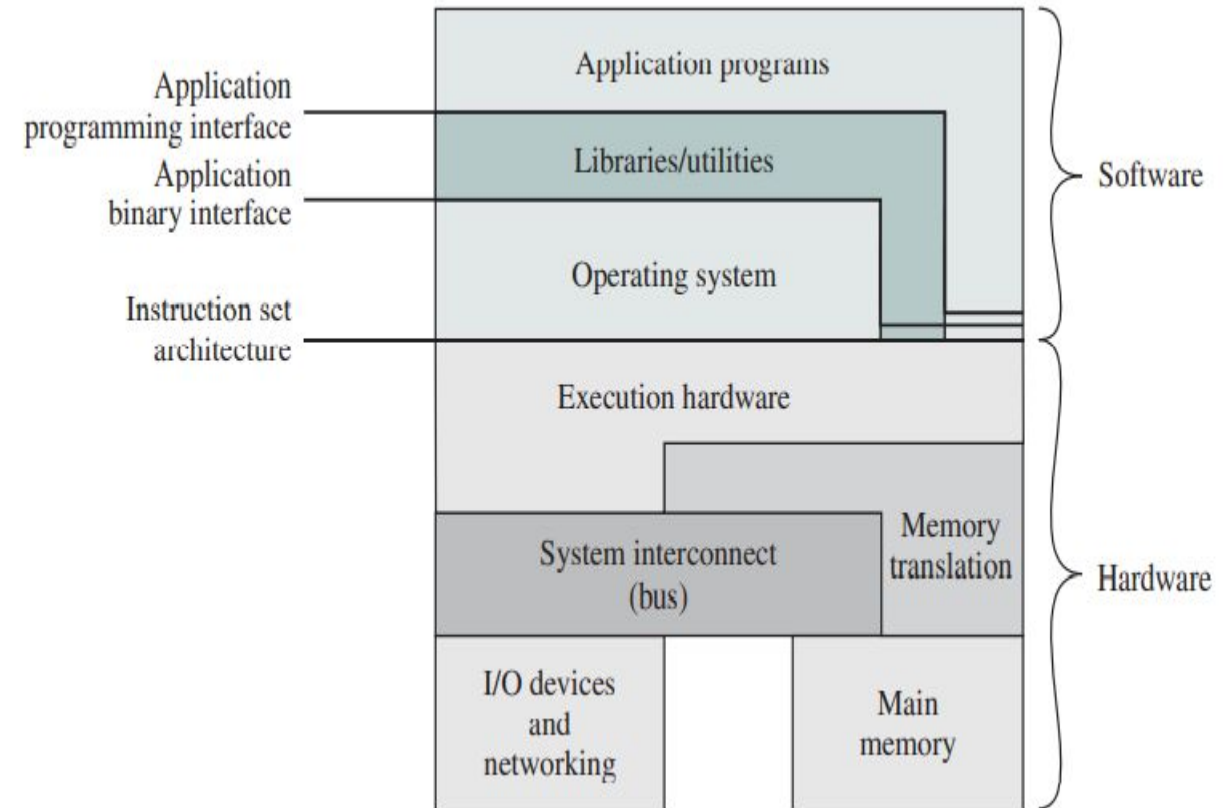 Application programs
Application
programming interface
Libraries/utilities
Application
binary interface
Software
Operating system
Instruction set
architecture
Execution hardware
Memory
translation
System interconnect
(bus)
Hardware
I/O devices
and
networking
Main
memory